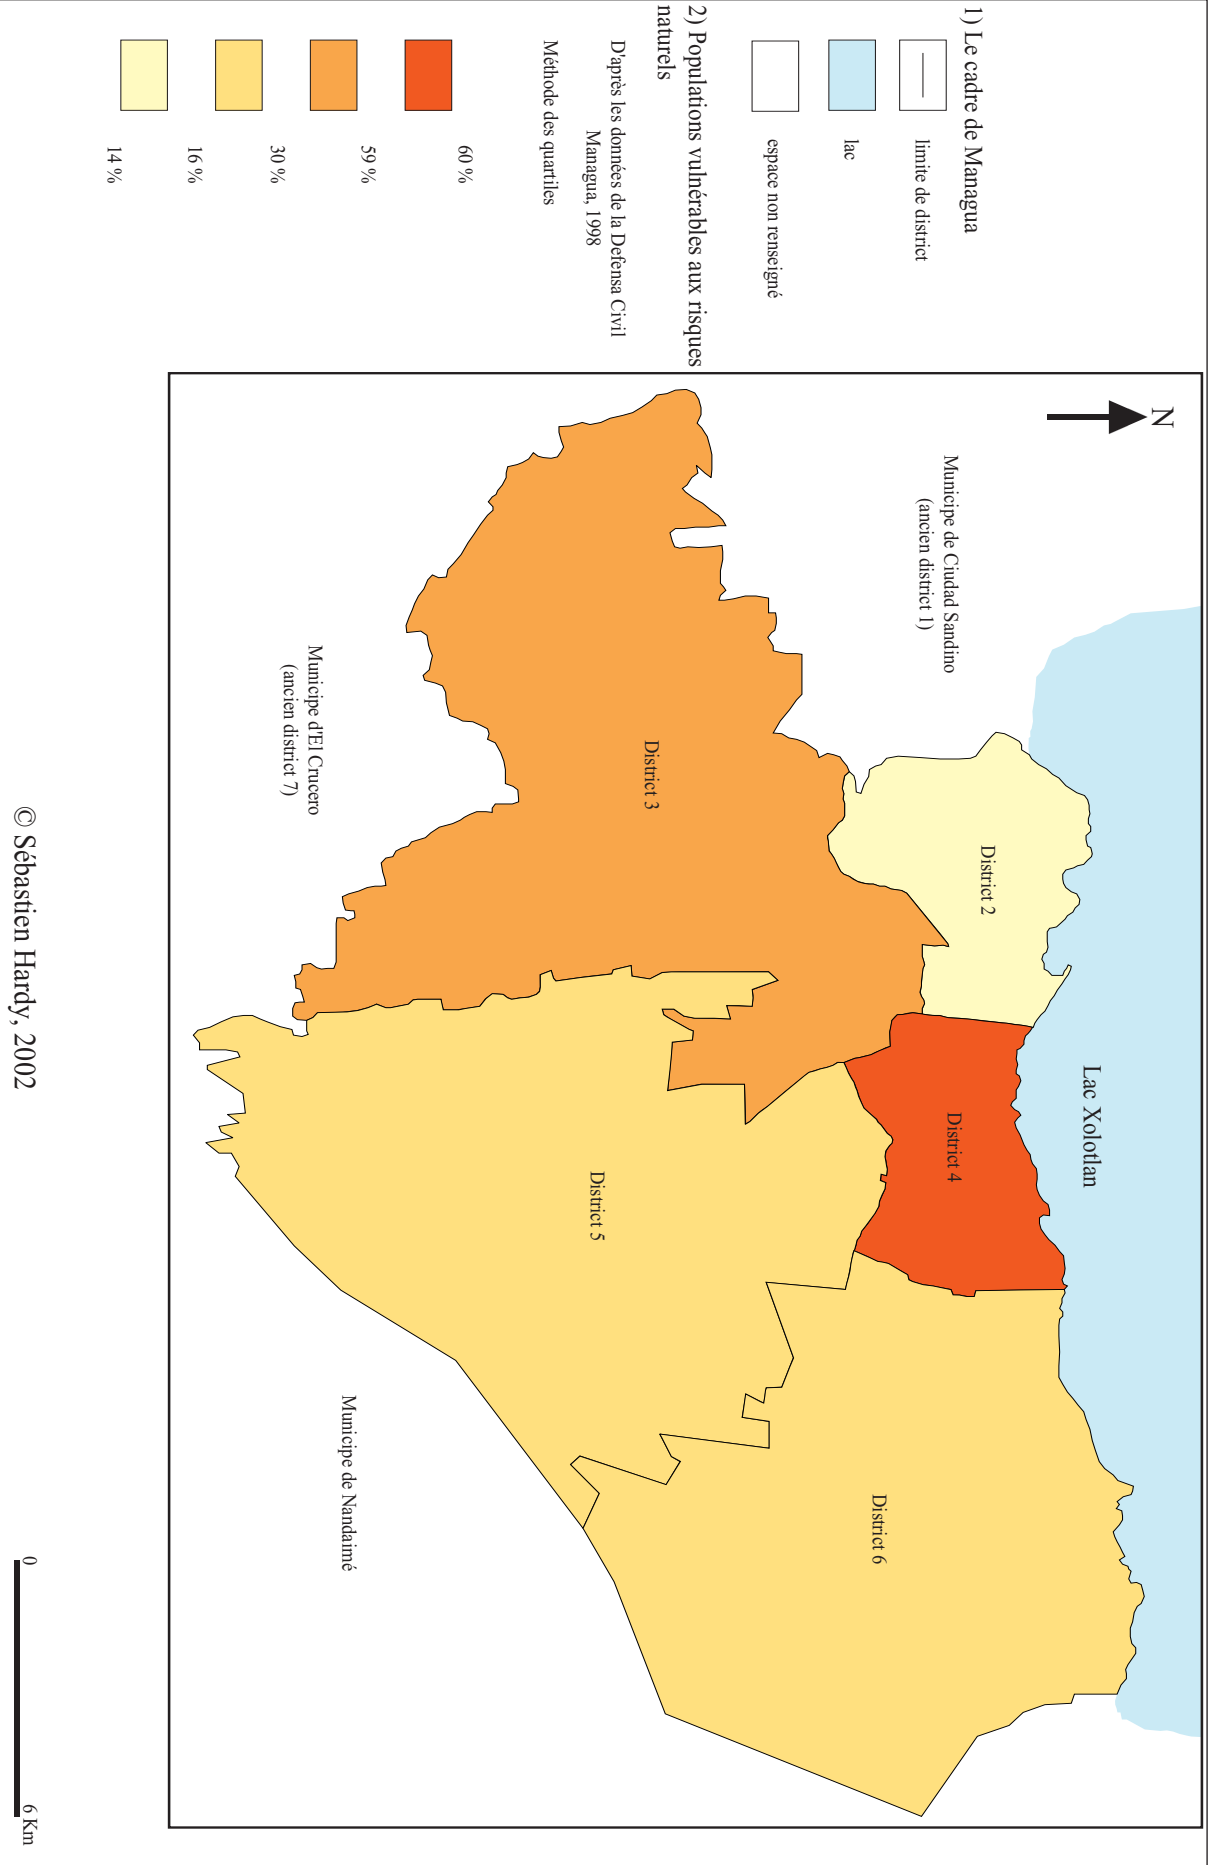 1) Le cadre de Managua
limite de district
lac
espace non renseigné
2) Populations vulnérables aux risques
naturels
D'après les données de la Defensa Civil
Managua, 1998
Méthode des quartiles
60 %
59 %
30 %
16 %
14 %
N
Municipe de Ciudad Sandino
(ancien district 1)
Lac Xolotlan
District 2
District 4
District 3
District 6
District 5
Municipe d'El Crucero
(ancien district 7)
Municipe de Nandaimé
0
6 Km
© Sébastien Hardy, 2002